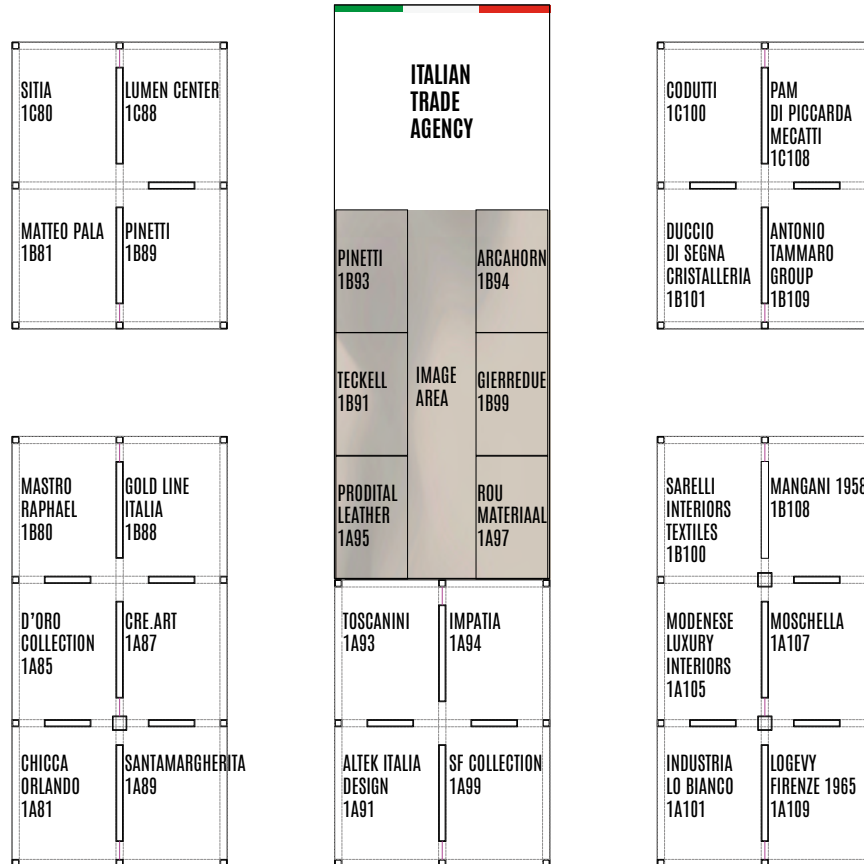 SITIA
1C80
LUMEN CENTER
1C88
MATTEO PALA
1B81
PINETTI
1B89
ITALIAN
TRADE
AGENCY
CODUTTI
1C100
PAM
DI PICCARDA
MECATTI
1C108
DUCCIO
DI SEGNA
CRISTALLERIA
1B101
ANTONIO
TAMMARO
GROUP
1B109
PINETTI
1B93
ARCAHORN
1B94
TECKELL
1B91
IMAGE
AREA
GIERREDUE
1B99
PRODITAL
LEATHER
1A95
ROU
MATERIAAL
1A97
MASTRO
RAPHAEL
1B80
GOLD LINE
ITALIA
1B88
D'ORO
COLLECTION
1A85
CRE.ART
1A87
CHICCA
ORLANDO
1A81
SANTAMARGHERITA
1A89
TOSCANINI
1A93
IMPATIA
1A94
ALTEK ITALIA
DESIGN
1A91
SF COLLECTION
1A99
SARELLI
INTERIORS
TEXTILES
1B100
MANGANI 1958
1B108
MODENESE
LUXURY
INTERIORS
1A105
MOSCHELLA
1A107
INDUSTRIA
LO BIANCO
1A101
LOGEVY
FIRENZE 1965
1A109